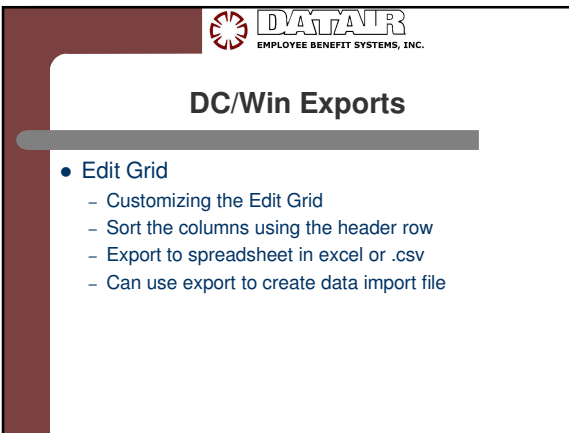 DATAIR
EMPLOYEE BENEFIT SYSTEMS, INC.
DC/Win Exports
● Edit Grid
– Customizing the Edit Grid
– Sort the columns using the header row
– Export to spreadsheet in excel or .csv
– Can use export to create data import file